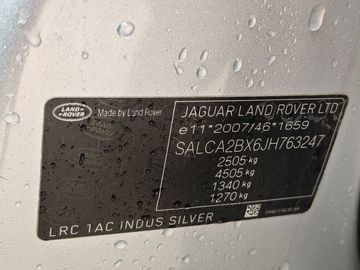 LAND ROVER
Made by Land Rover
JAGUAR LAND ROVER LTD
e11*2007/46*1659
SALCA2BX6JH763247
2505 kg
4505 kg
1340 kg
1270 kg
LRC 1AC INDUS SILVER